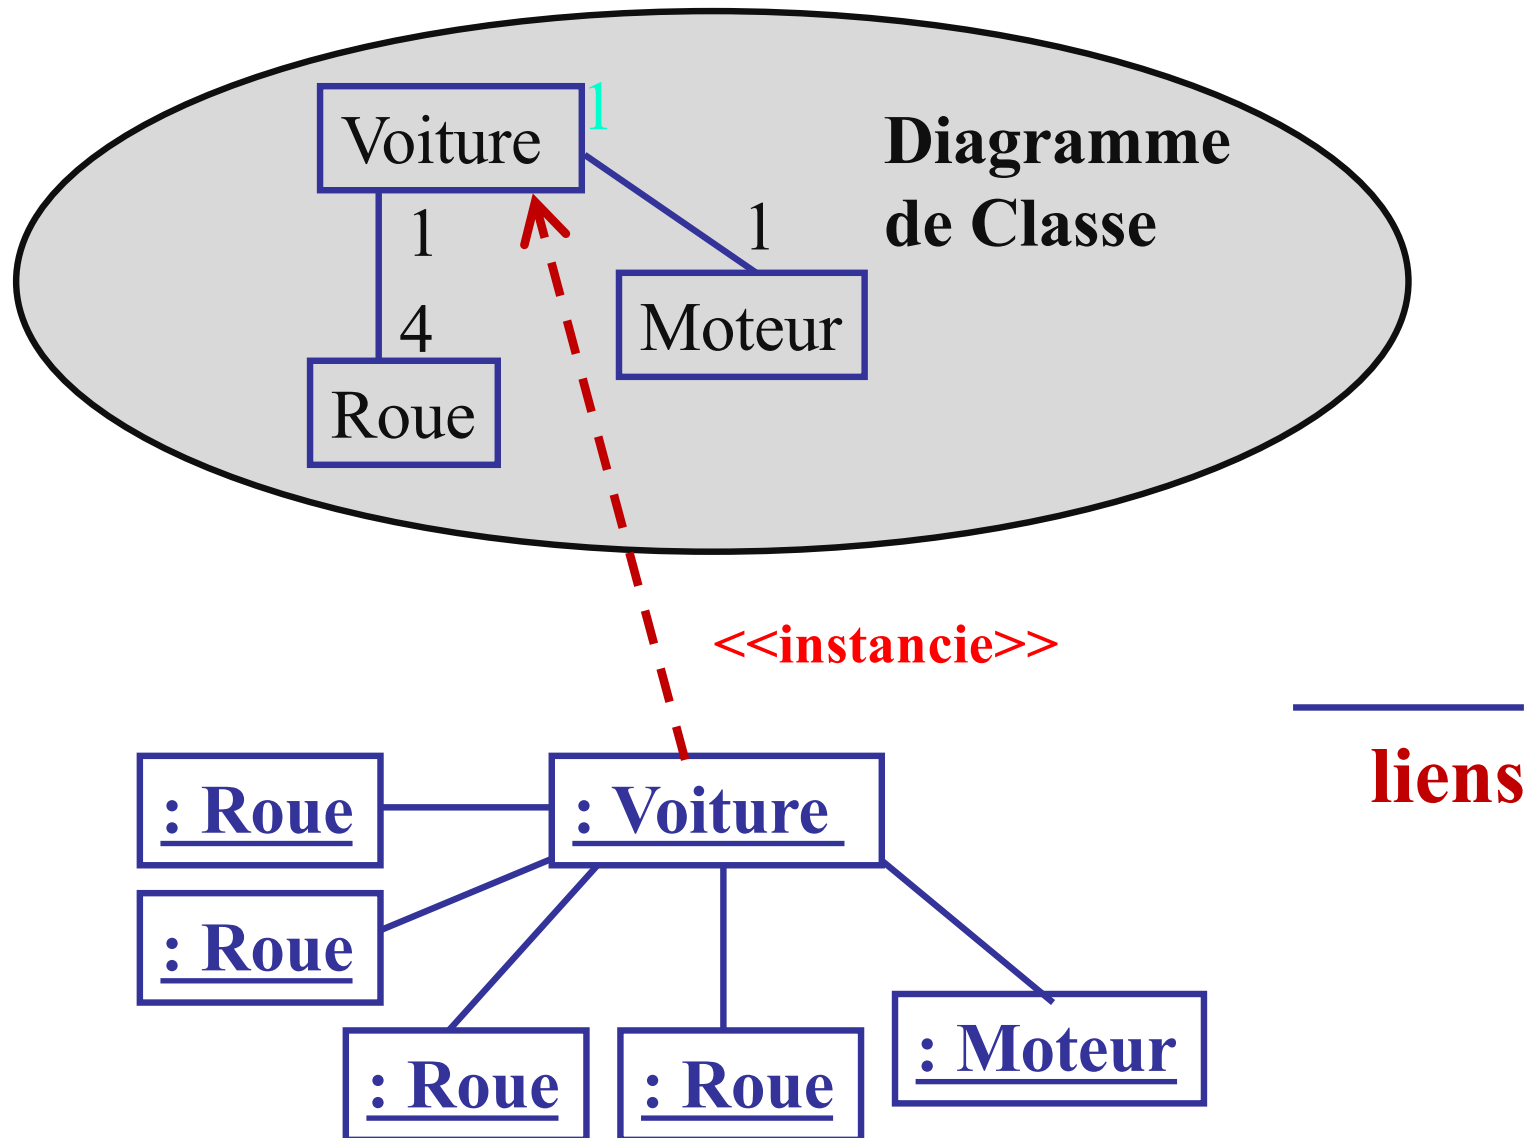 Voiture
1
Diagramme
de Classe
1
1
4
Moteur
Roue
<<instancie>>
liens
: Roue
: Voiture
: Roue
: Moteur
: Roue
: Roue